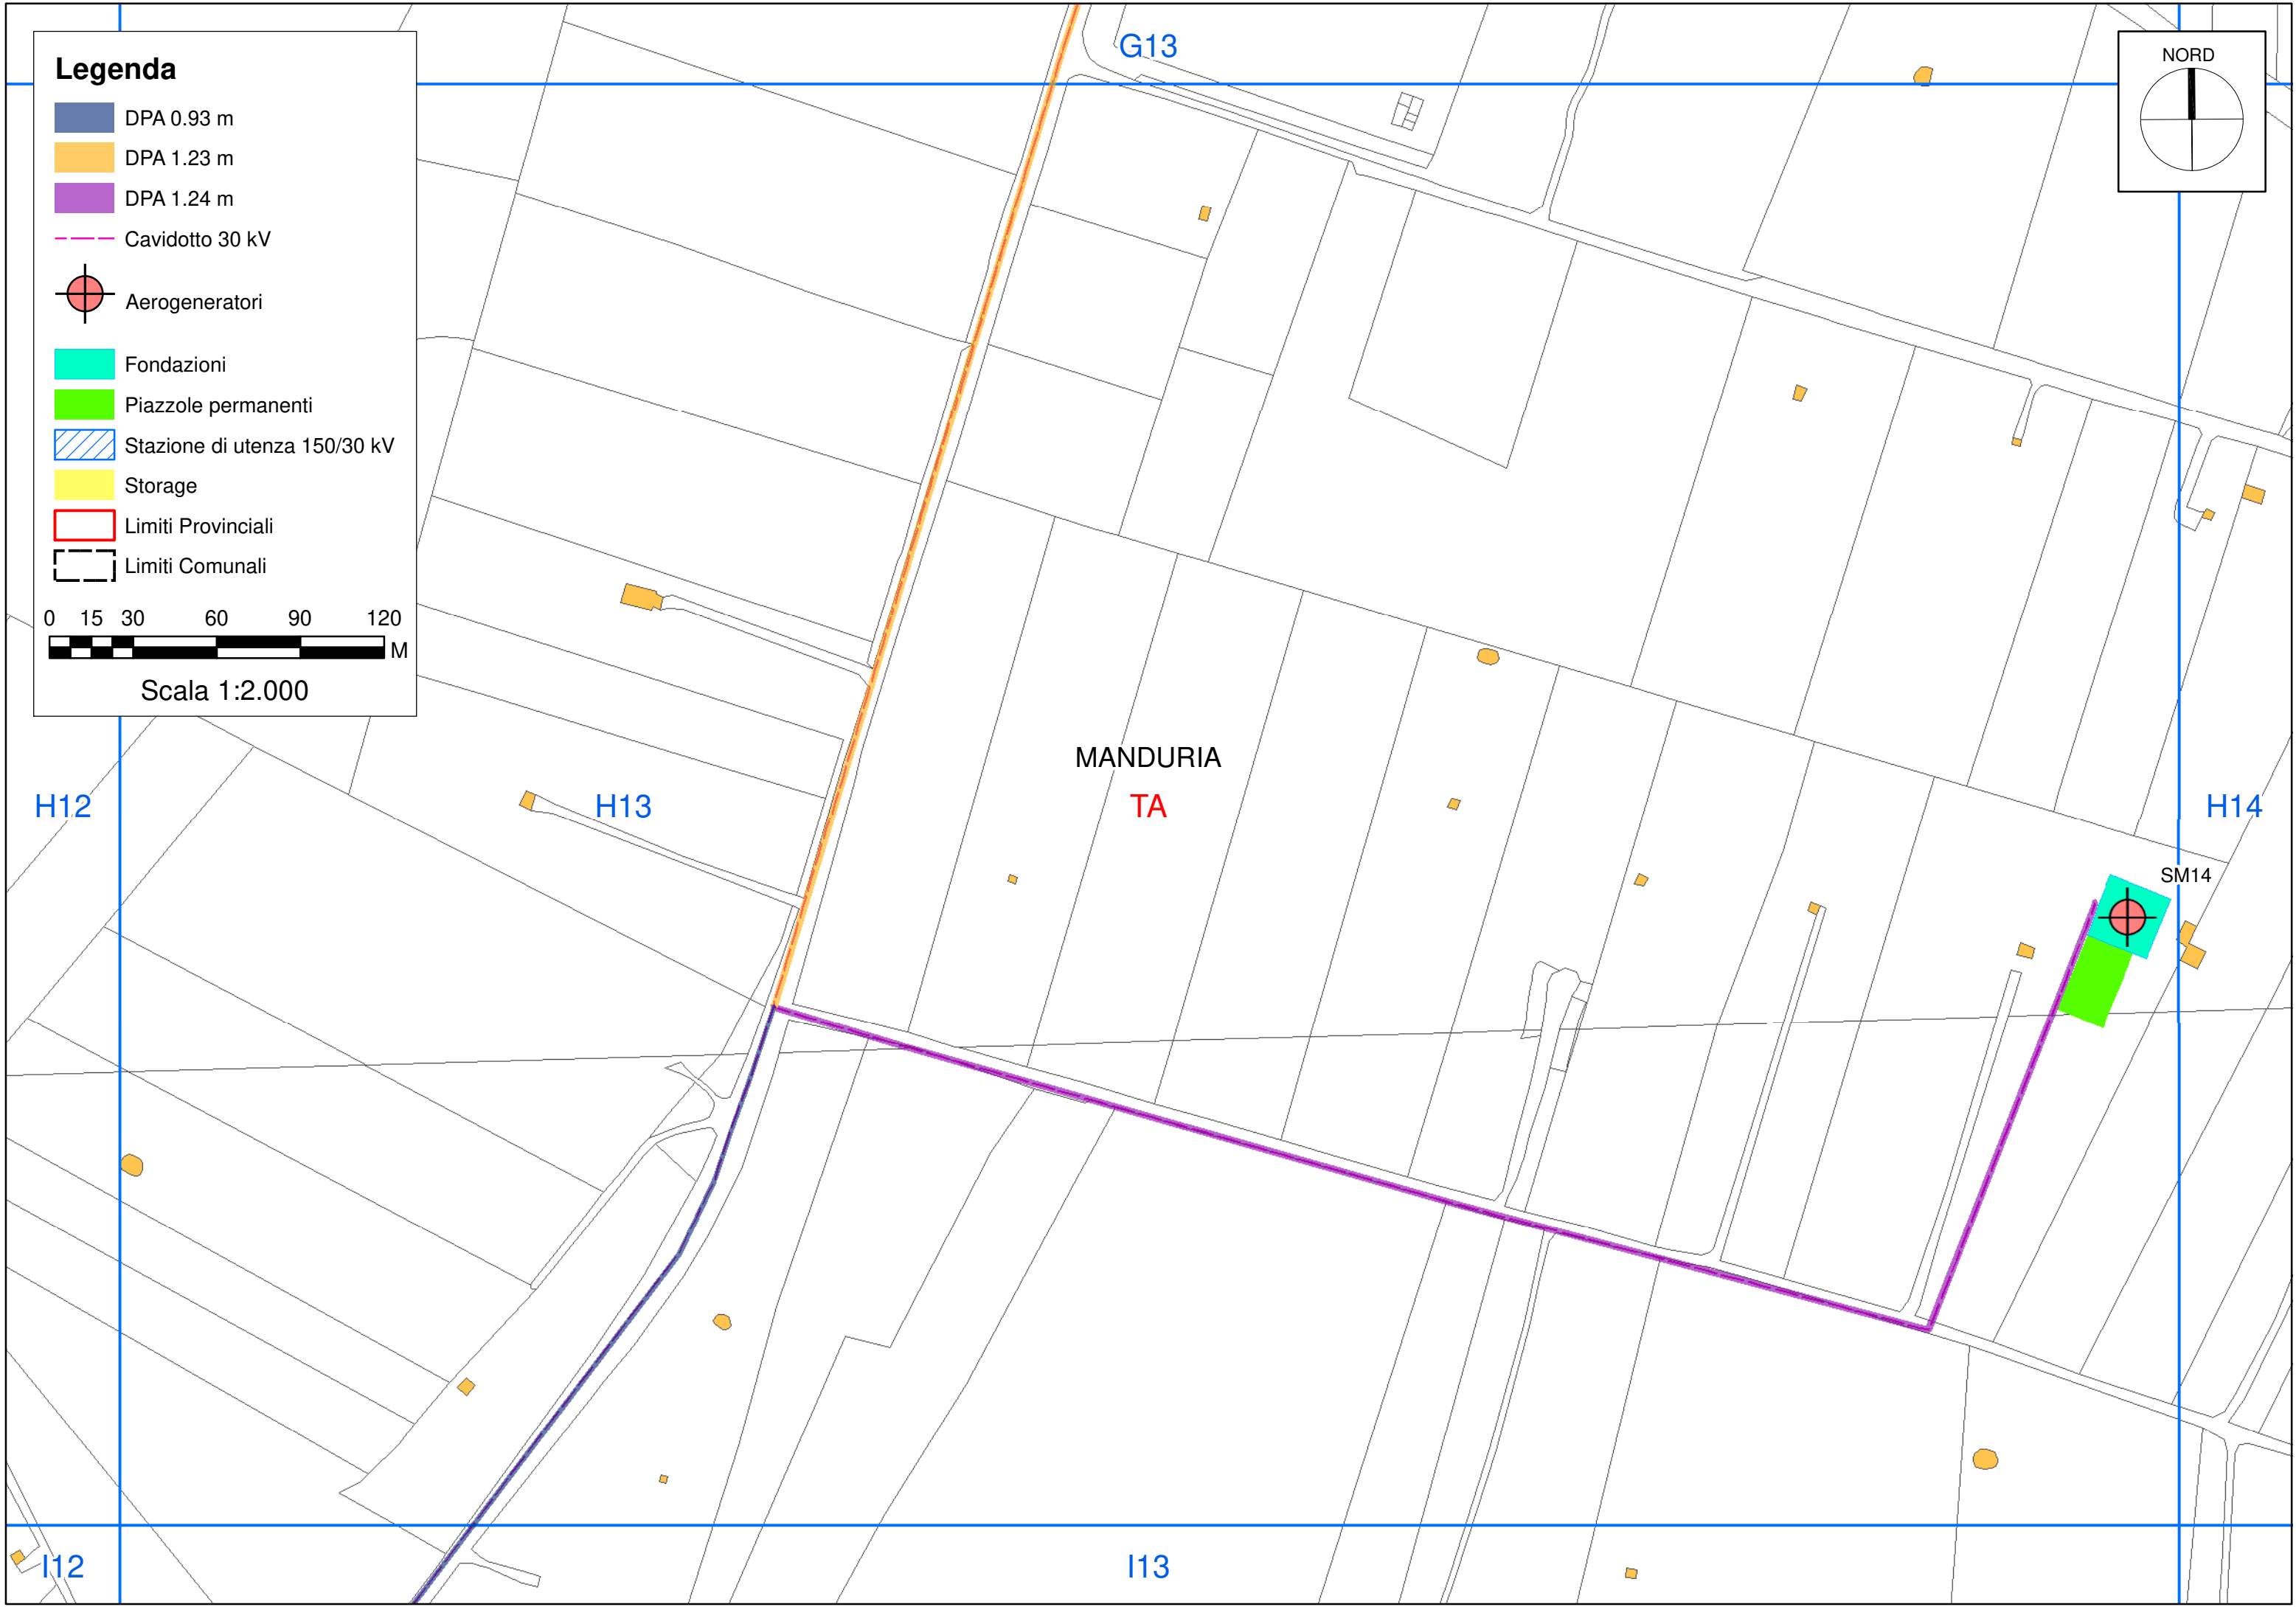 G13
Legenda
DPA 0.93 m
DPA 1.23 m
DPA 1.24 m
Cavidotto 30 kV
Aerogeneratori
Fondazioni
Piazzole permanenti
Stazione di utenza 150/30 kV
Storage
Limiti Provinciali
Limiti Comunali
0 15 30 60 90 120
M
Scala 1:2.000
NORD
MANDURIA
TA
H12
H13
H14
SM14
I12
I13